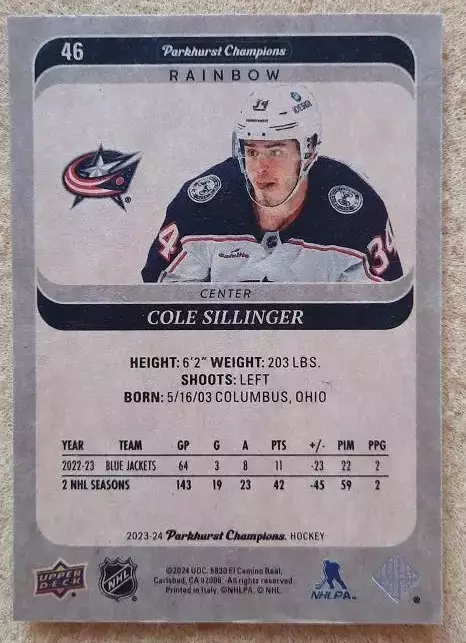 46
Parkhurst Champions
RAINBOW
34
34
34
CENTER
COLE SILLINGER
HEIGHT: 6'2" WEIGHT: 203 LBS.
SHOOTS: LEFT
BORN: 5/16/03 COLUMBUS, OHIO
YEAR TEAM GP G A PTS +/- PIM PPG
2022-23 BLUE JACKETS 64 3 8 11 -23 22 2
2 NHL SEASONS 143 19 23 42 -45 59 2
2023-24 Parkhurst Champions HOCKEY
©2024 UDC. 5830 El Camino Real,
Carlsbad, CA 92008. All rights reserved.
Printed in Italy. ©NHLPA. © NHL.
UPPER DECK
NHL
NHLPA